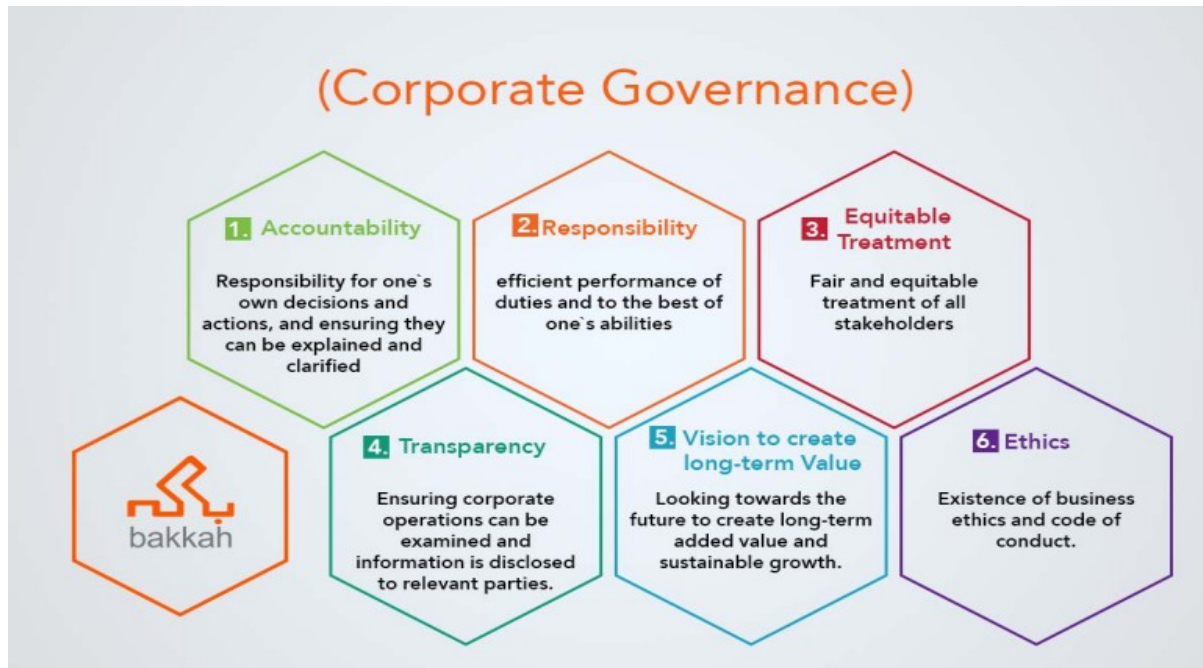 (Corporate Governance)
1. Accountability
Responsibility for one`s
own decisions and
actions, and ensuring they
can be explained and
clarified
2. Responsibility
efficient performance of
duties and to the best of
one`s abilities
3. Equitable
Treatment
Fair and equitable
treatment of all
stakeholders
بكه
bakkah
4. Transparency
Ensuring corporate
operations can be
examined and
information is disclosed
to relevant parties.
5. Vision to create
long-term Value
Looking towards the
future to create long-term
added value and
sustainable growth.
6. Ethics
Existence of business
ethics and code of
conduct.